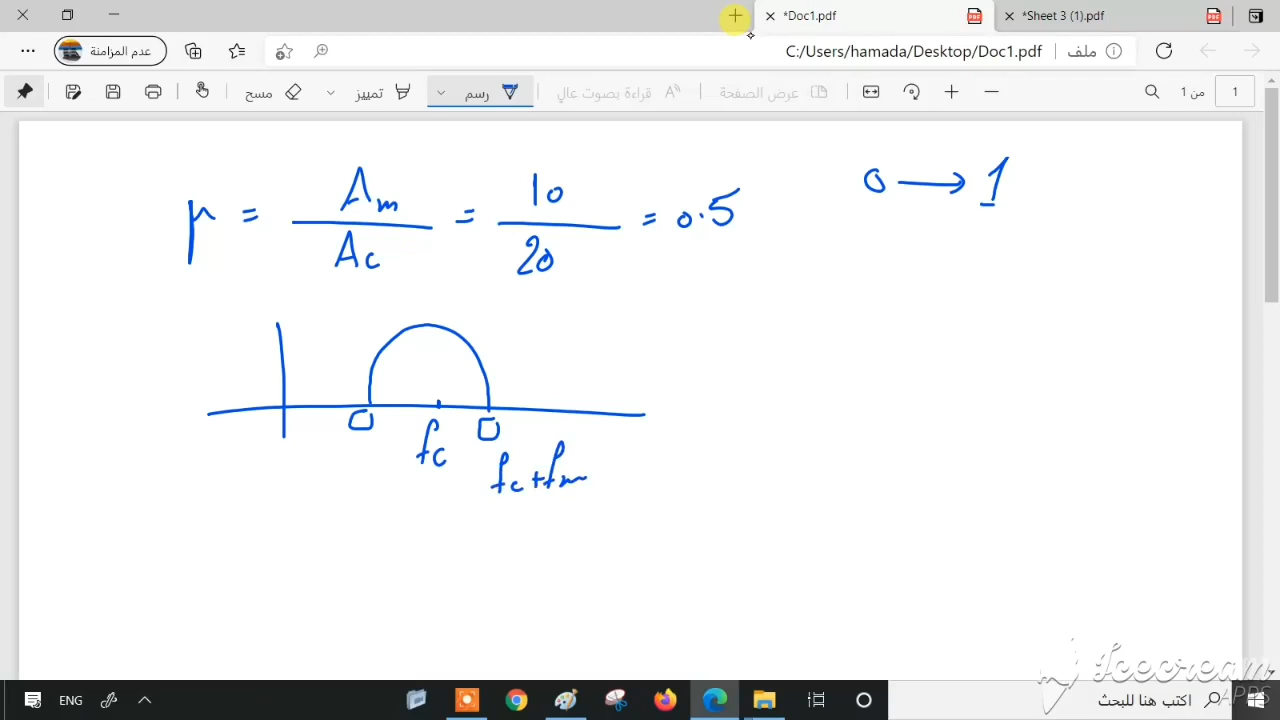 *Doc1.pdf
*Sheet 3 (1).pdf
عدم المزامنة
C:/Users/hamada/Desktop/Doc1.pdf
ملف
مسح
تمييز
رسم
قراءة بصوت عالٍ
عرض الصفحة
من 1
1
μ = Am / Ac = 10 / 20 = 0.5
0 → 1
fc
fc+fm
icecream
APPS
ENG
اكتب هنا للبحث